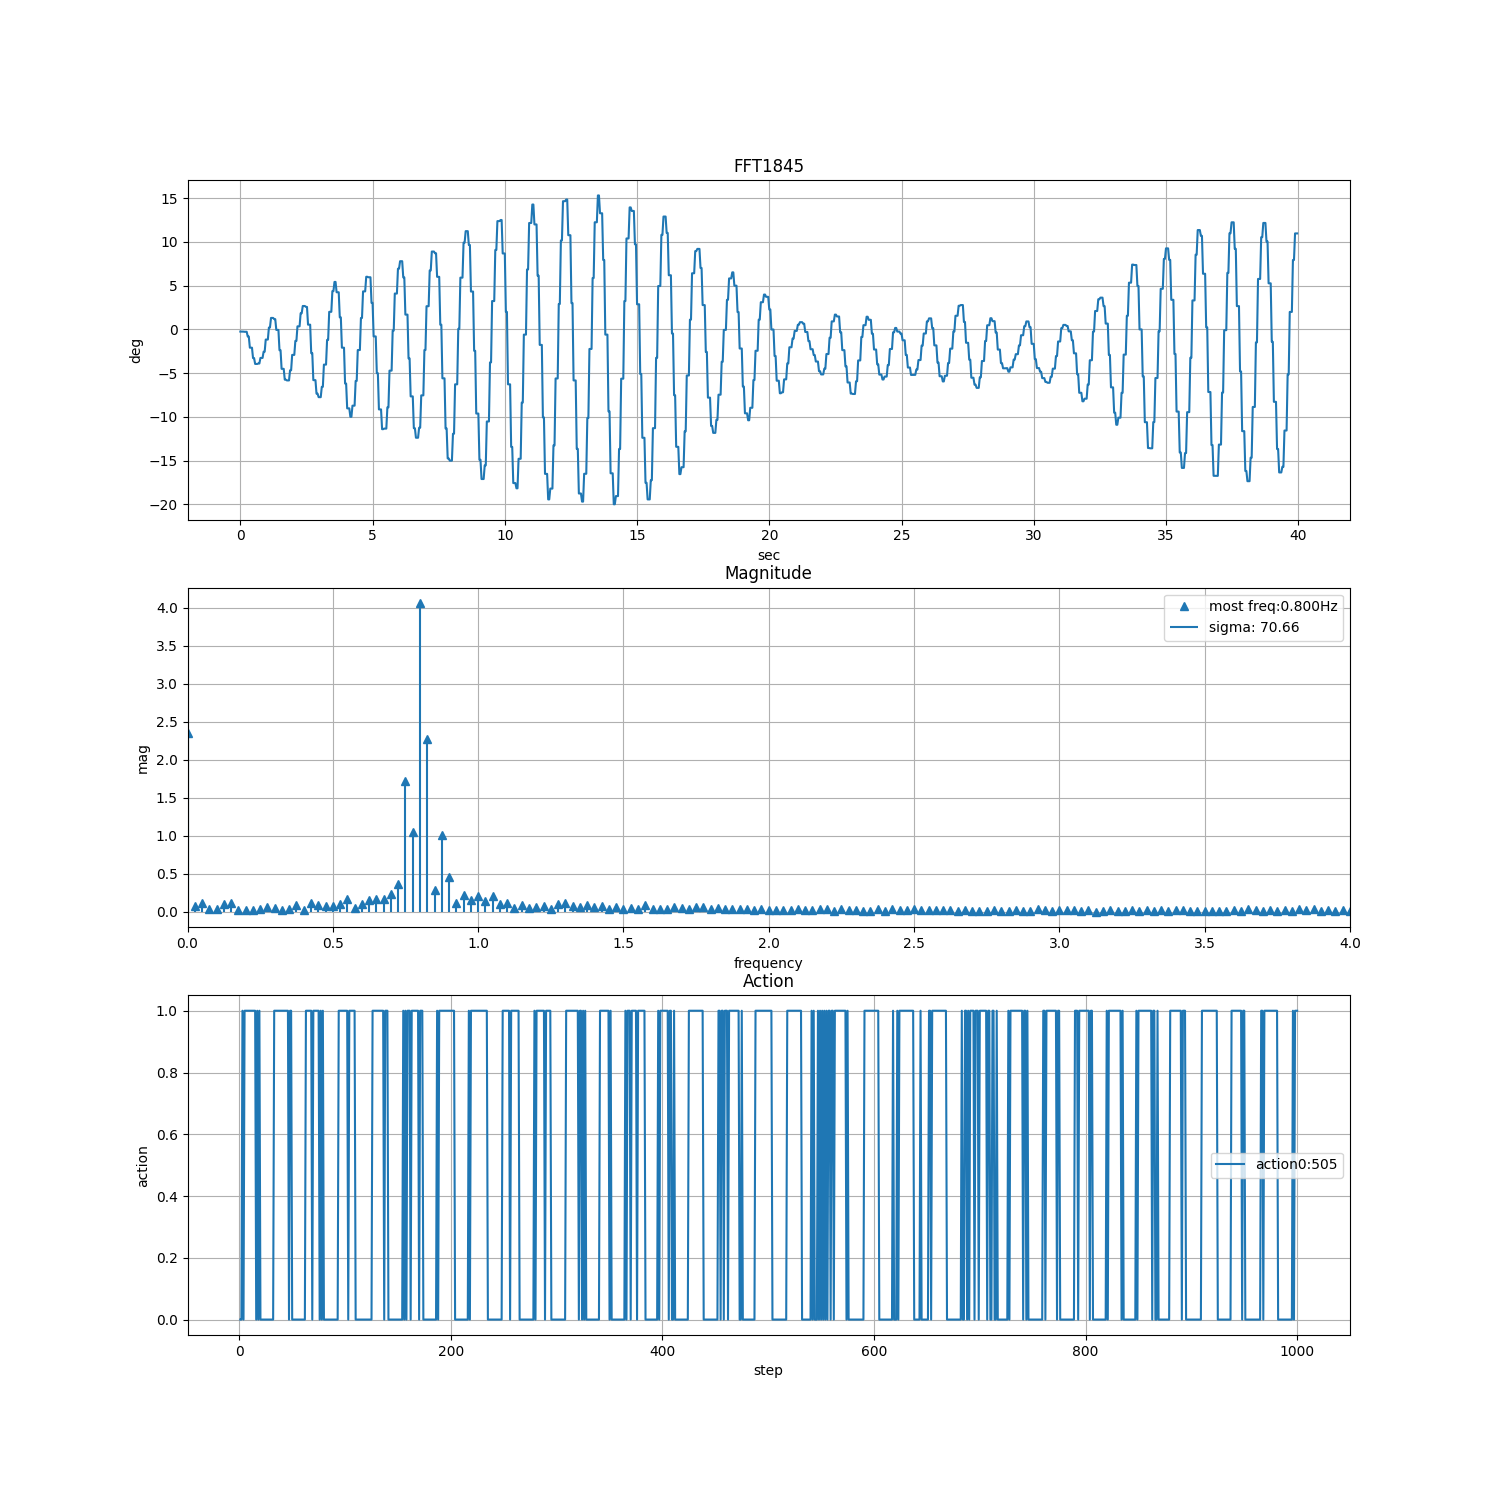 FFT1845
15
10
5
0
−5
−10
−15
−20
deg
0 5 10 15 20 25 30 35 40
sec
Magnitude
4.0
3.5
3.0
2.5
2.0
1.5
1.0
0.5
0.0
mag
most freq:0.800Hz
sigma: 70.66
0.0 0.5 1.0 1.5 2.0 2.5 3.0 3.5 4.0
frequency
Action
1.0
0.8
0.6
0.4
0.2
0.0
action
action0:505
0 200 400 600 800 1000
step